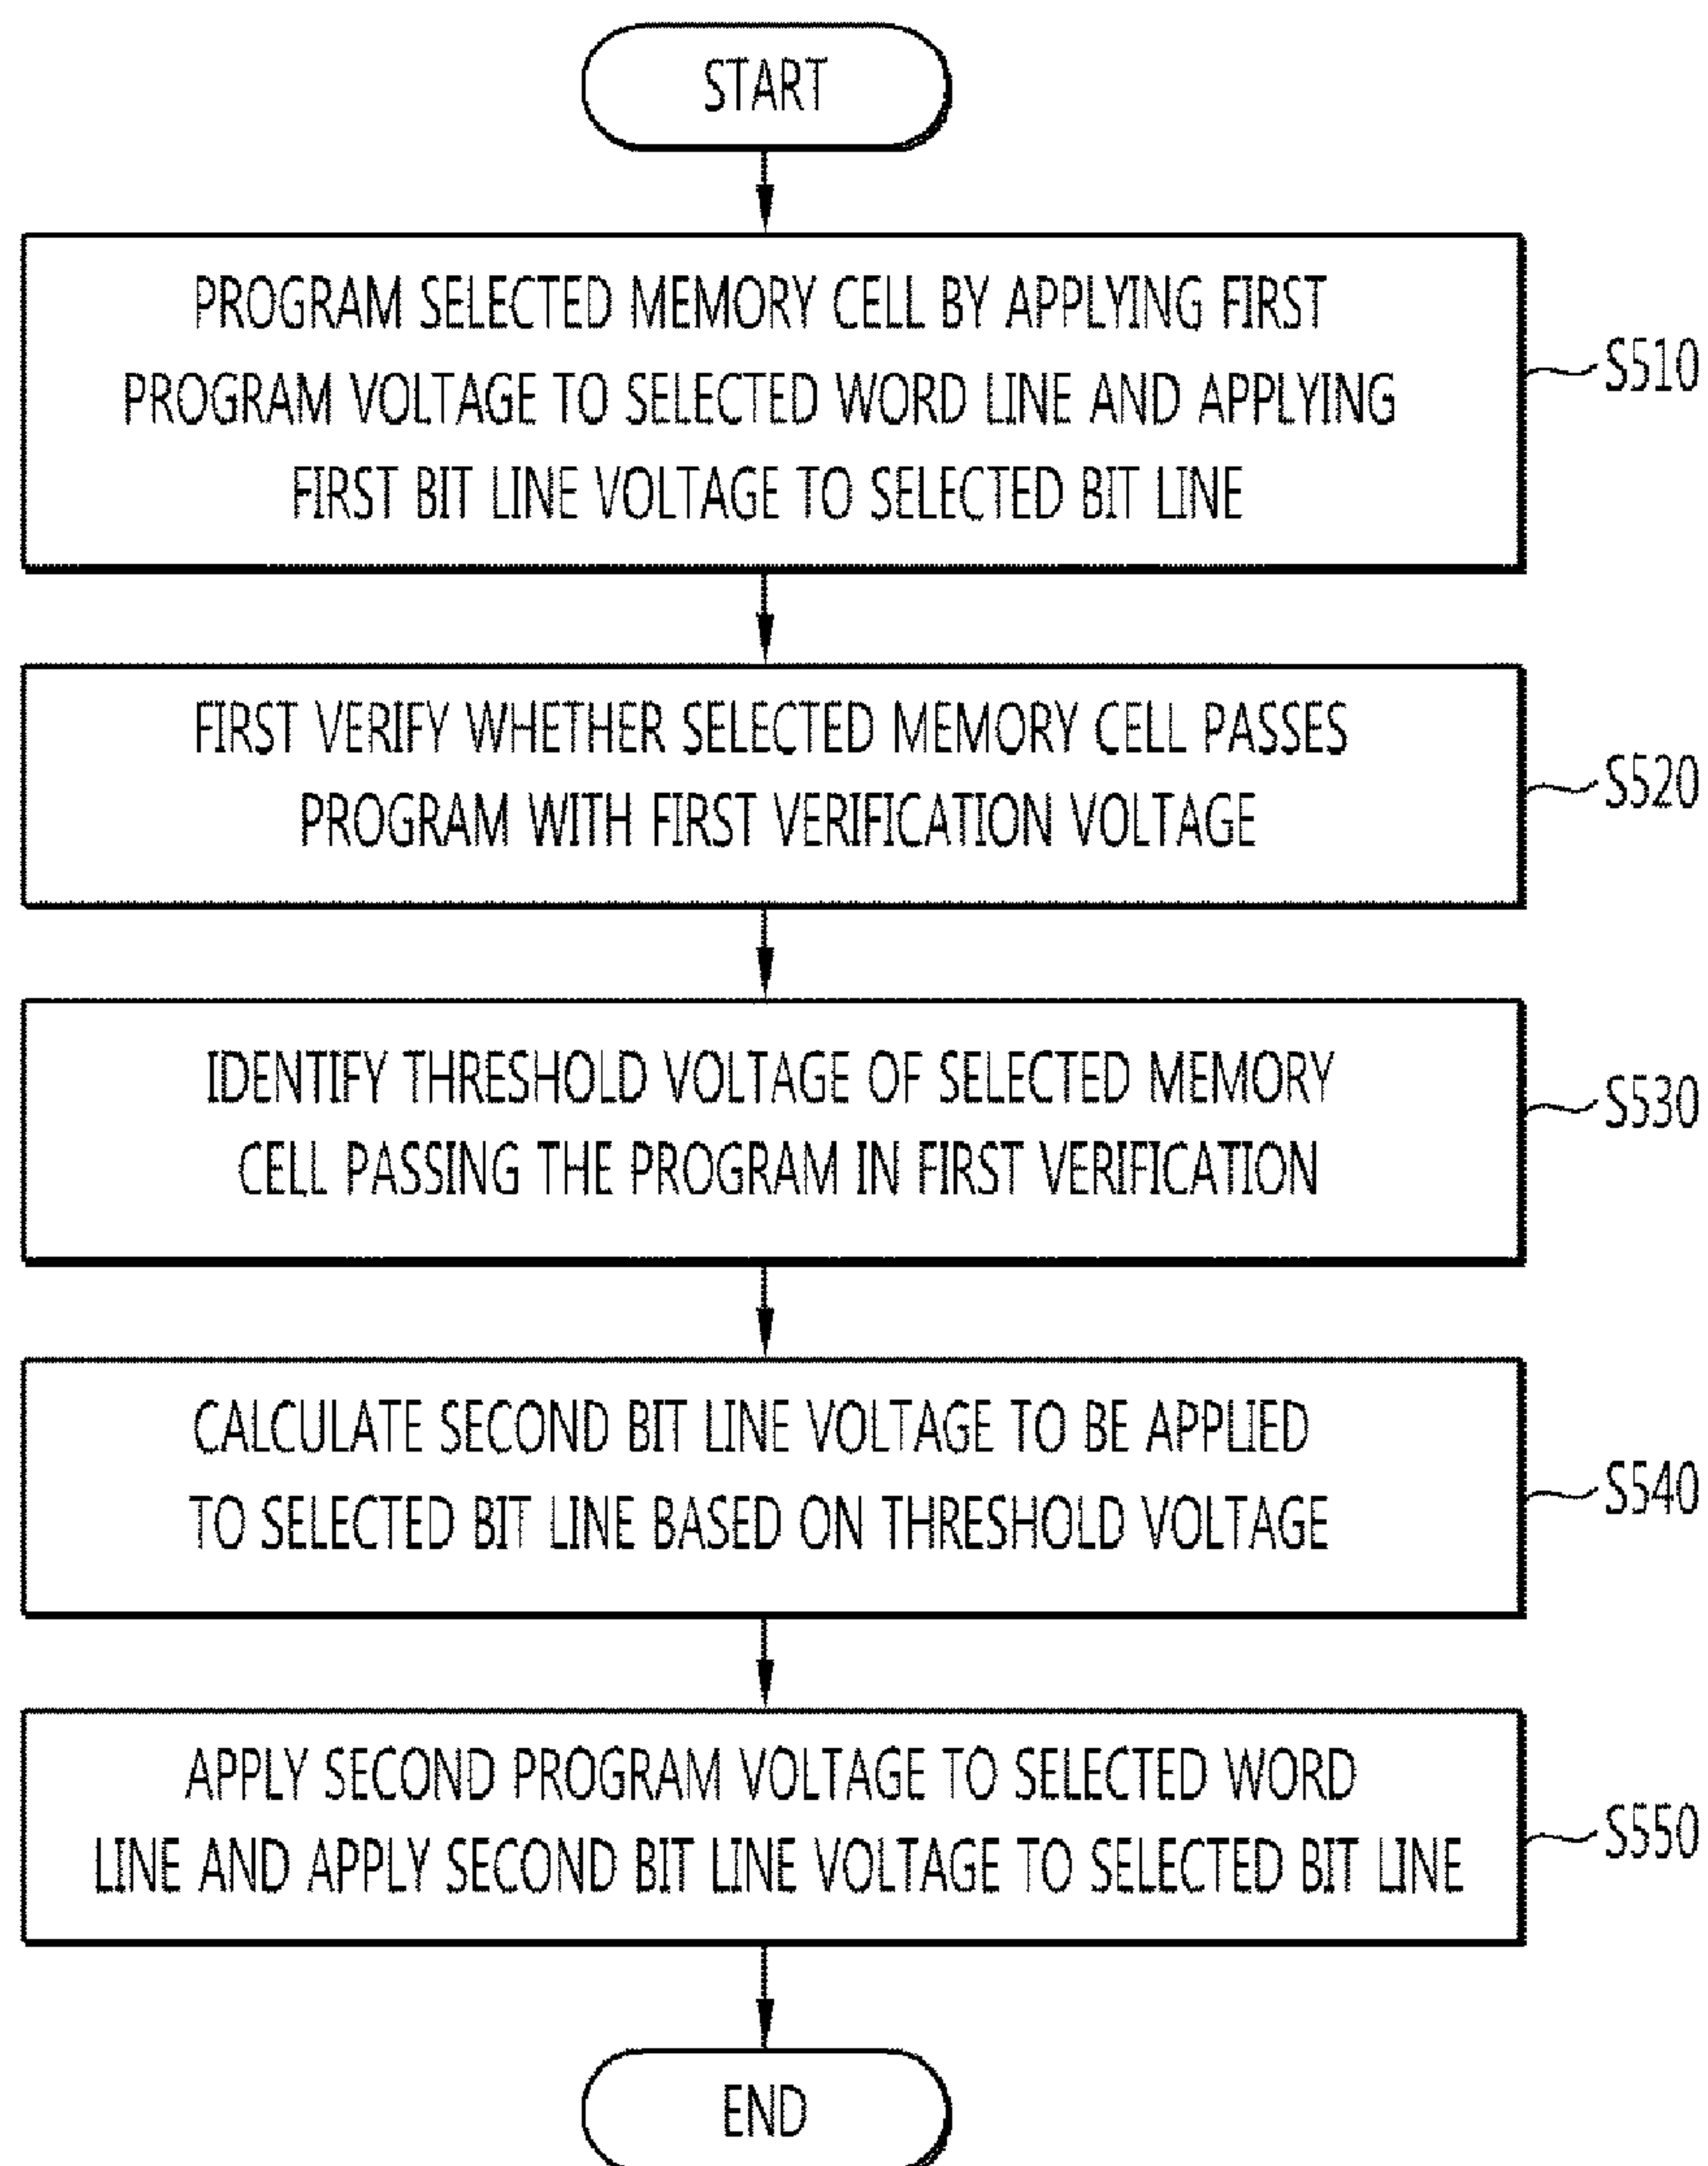 START
PROGRAM SELECTED MEMORY CELL BY APPLYING FIRST
PROGRAM VOLTAGE TO SELECTED WORD LINE AND APPLYING
FIRST BIT LINE VOLTAGE TO SELECTED BIT LINE
S510
FIRST VERIFY WHETHER SELECTED MEMORY CELL PASSES
PROGRAM WITH FIRST VERIFICATION VOLTAGE
S520
IDENTIFY THRESHOLD VOLTAGE OF SELECTED MEMORY
CELL PASSING THE PROGRAM IN FIRST VERIFICATION
S530
CALCULATE SECOND BIT LINE VOLTAGE TO BE APPLIED
TO SELECTED BIT LINE BASED ON THRESHOLD VOLTAGE
S540
APPLY SECOND PROGRAM VOLTAGE TO SELECTED WORD
LINE AND APPLY SECOND BIT LINE VOLTAGE TO SELECTED BIT LINE
S550
END